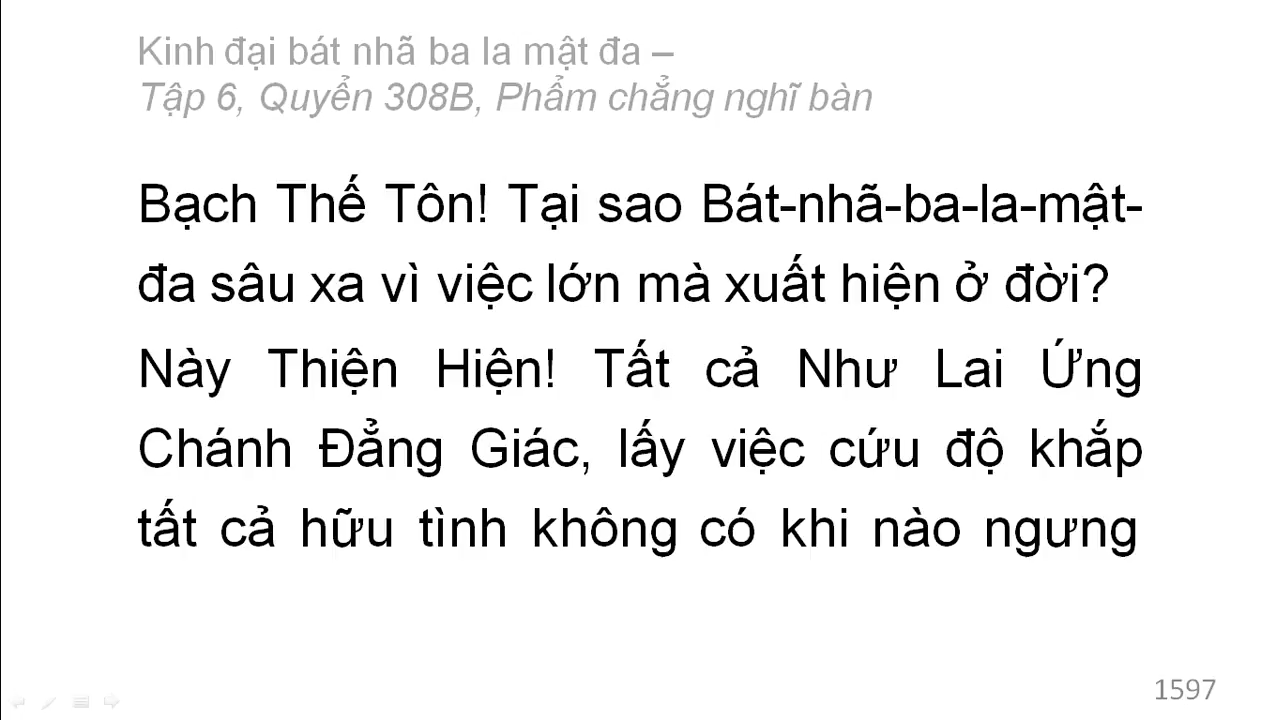 Kinh đại bát nhã ba la mật đa –
Tập 6, Quyển 308B, Phẩm chẳng nghĩ bàn
Bạch Thế Tôn! Tại sao Bát-nhã-ba-la-mật-
đa sâu xa vì việc lớn mà xuất hiện ở đời?
Này Thiện Hiện! Tất cả Như Lai Ứng
Chánh Đẳng Giác, lấy việc cứu độ khắp
tất cả hữu tình không có khi nào ngưng
1597